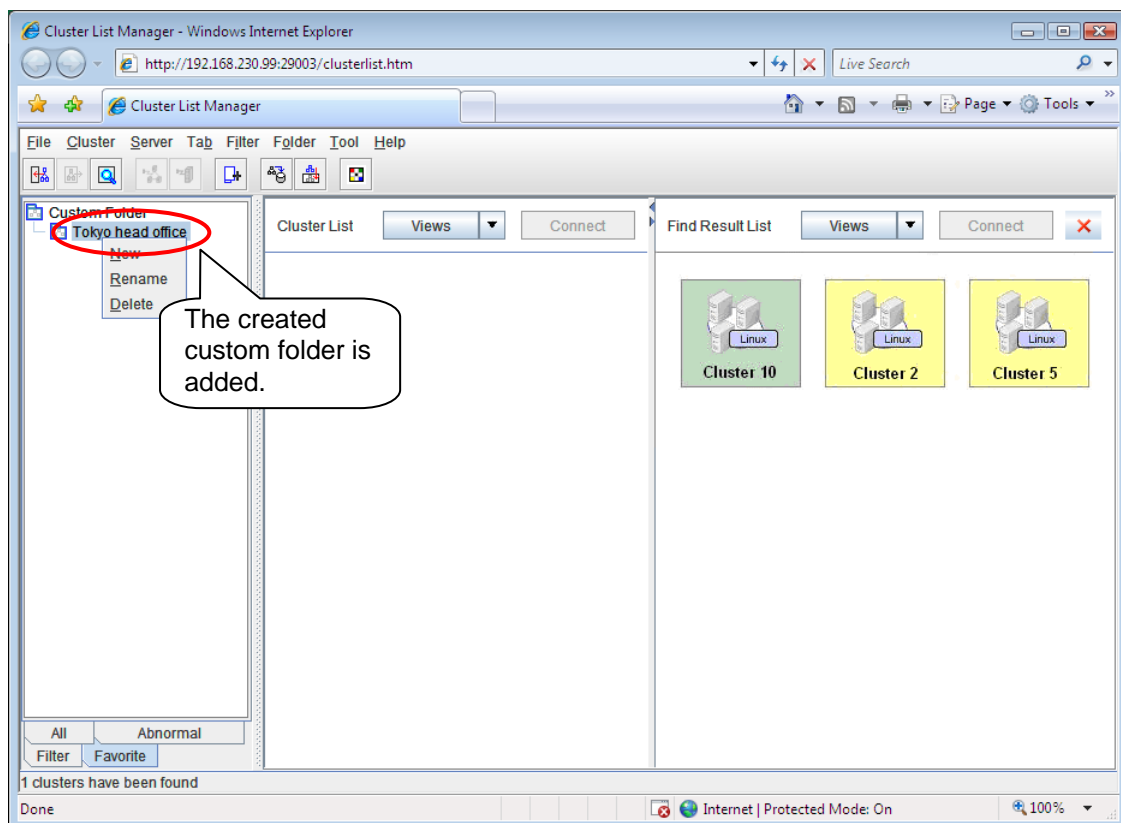 Cluster List Manager - Windows Internet Explorer
http://192.168.230.99:29003/clusterlist.htm
Live Search
Cluster List Manager
Page
Tools
File Cluster Server Tab Filter Folder Tool Help
Custom Folder
Tokyo head office
New
Rename
Delete
The created
custom folder is
added.
Cluster List
Views
Connect
Find Result List
Views
Connect
Linux
Cluster 10
Linux
Cluster 2
Linux
Cluster 5
All
Abnormal
Filter
Favorite
1 clusters have been found
Done
Internet | Protected Mode: On
100%